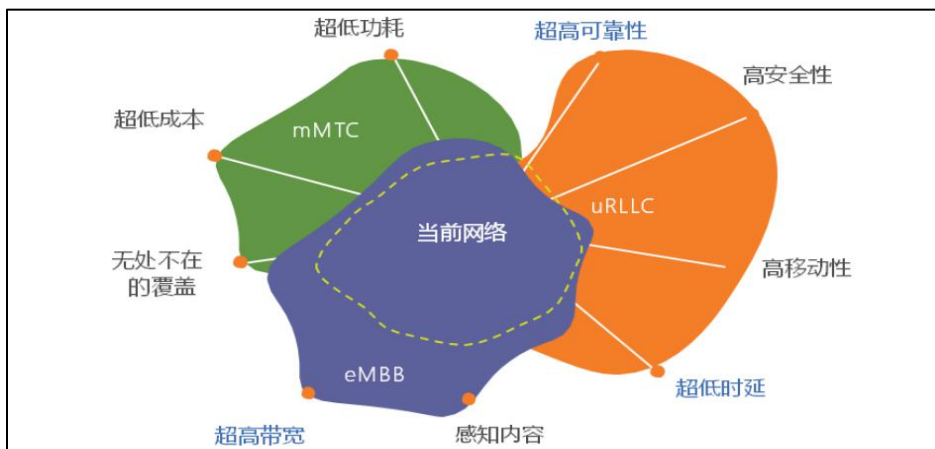 超低功耗
超高可靠性
高安全性
超低成本
mMTC
uRLLC
当前网络
无处不在
的覆盖
高移动性
eMBB
超低时延
超高带宽
感知内容